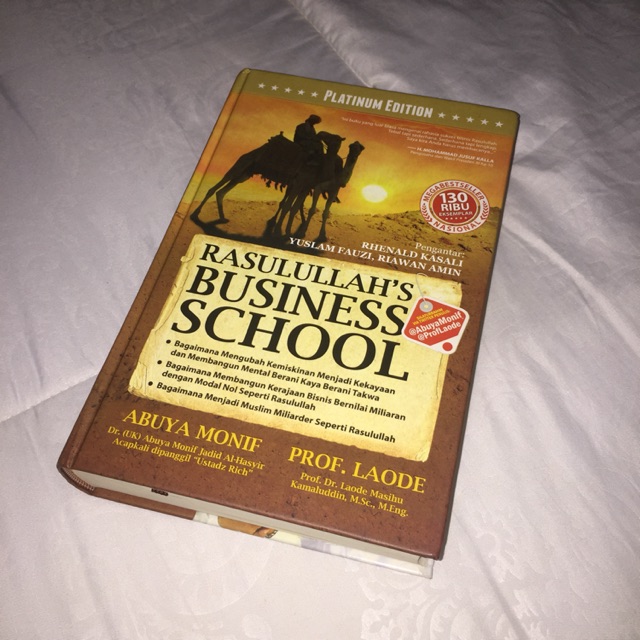 ★★★★★ PLATINUM EDITION ★★★★★
H. MUHAMMAD JUSUF KALLA
MEGABESTSELLER
130
RIBU
EKSEMPLAR
NASIONAL
Pengantar:
RHENALD KASALI
YUSLAM FAUZI, RIAWAN AMIN
RASULULLAH'S
BUSINESS
SCHOOL
@AbuyaMonif
@ProfLaode
• Bagaimana Mengubah Kemiskinan Menjadi Kekayaan
dan Membangun Mental Berani Kaya Berani Takwa
• Bagaimana Membangun Kerajaan Bisnis Bernilai Miliaran
dengan Modal Nol Seperti Rasulullah
• Bagaimana Menjadi Muslim Miliarder Seperti Rasulullah
ABUYA MONIF
Dr. (UK) Abuya Monif Jadid Al-Hasyir
Acapkali dipanggil "Ustadz Rich"
PROF. LAODE
Prof. Dr. Laode Masihu
Kamaluddin, M.Sc., M.Eng.